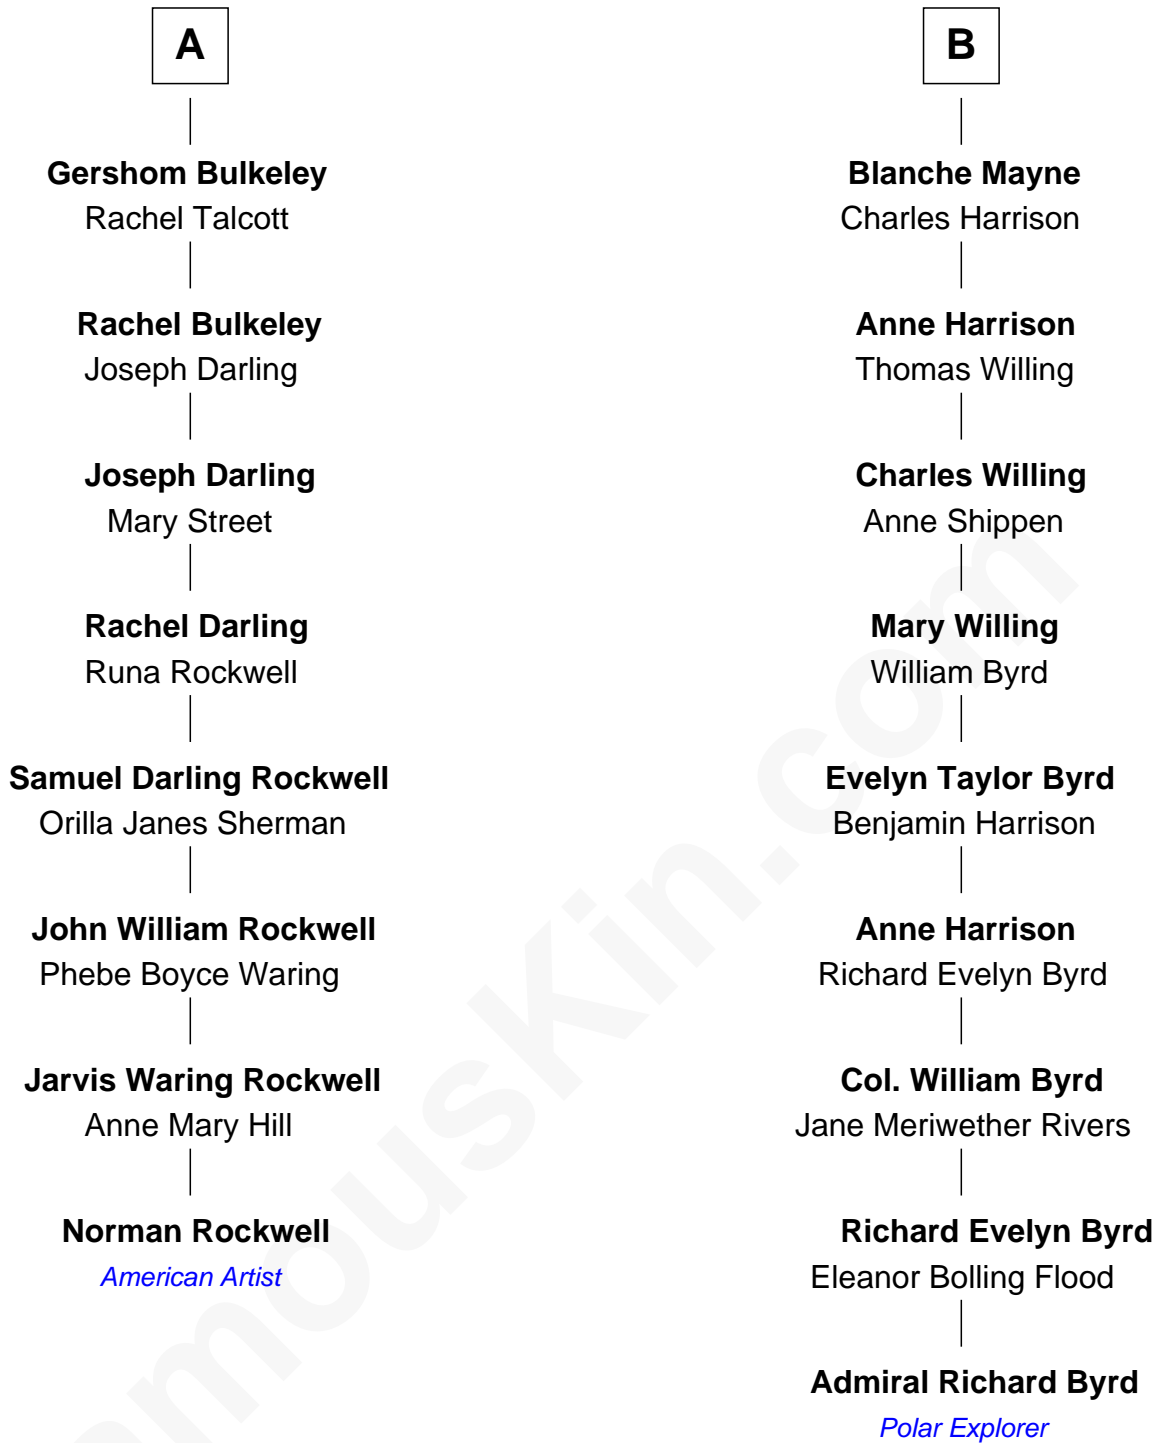 A
Gershom Bulkeley
Rachel Talcott
Rachel Bulkeley
Joseph Darling
Joseph Darling
Mary Street
Rachel Darling
Runa Rockwell
Samuel Darling Rockwell
Orilla Janes Sherman
John William Rockwell
Phebe Boyce Waring
Jarvis Waring Rockwell
Anne Mary Hill
Norman Rockwell
American Artist
B
Blanche Mayne
Charles Harrison
Anne Harrison
Thomas Willing
Charles Willing
Anne Shippen
Mary Willing
William Byrd
Evelyn Taylor Byrd
Benjamin Harrison
Anne Harrison
Richard Evelyn Byrd
Col. William Byrd
Jane Meriwether Rivers
Richard Evelyn Byrd
Eleanor Bolling Flood
Admiral Richard Byrd
Polar Explorer
amouskin.com